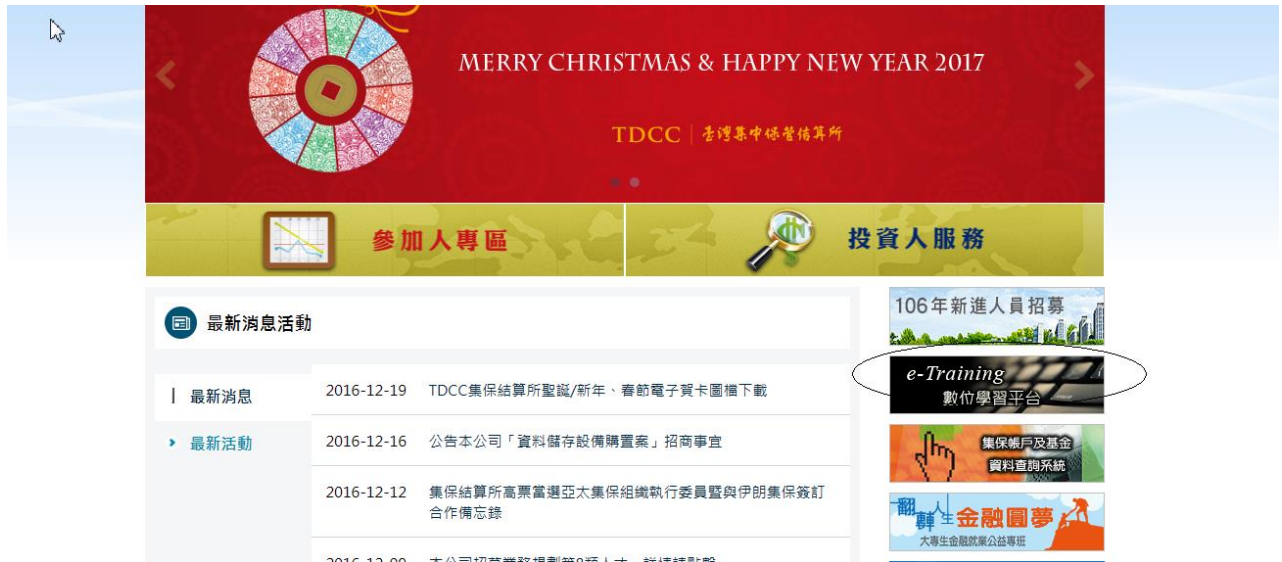 MERRY CHRISTMAS & HAPPY NEW YEAR 2017
TDCC | 臺灣集中保管結算所
參加人專區
投資人服務
最新消息活動
最新消息
最新活動
2016-12-19 TDCC集保結算所聖誕/新年、春節電子賀卡圖檔下載
2016-12-16 公告本公司「資料儲存設備購置案」招商事宜
2016-12-12 集保結算所高票當選亞太集保組織執行委員暨與伊朗集保簽訂
合作備忘錄
106年新進人員招募
e-Training
數位學習平台
集保帳戶及基金
資料查詢系統
翻轉人生金融圓夢
大專生金融就業公益專班